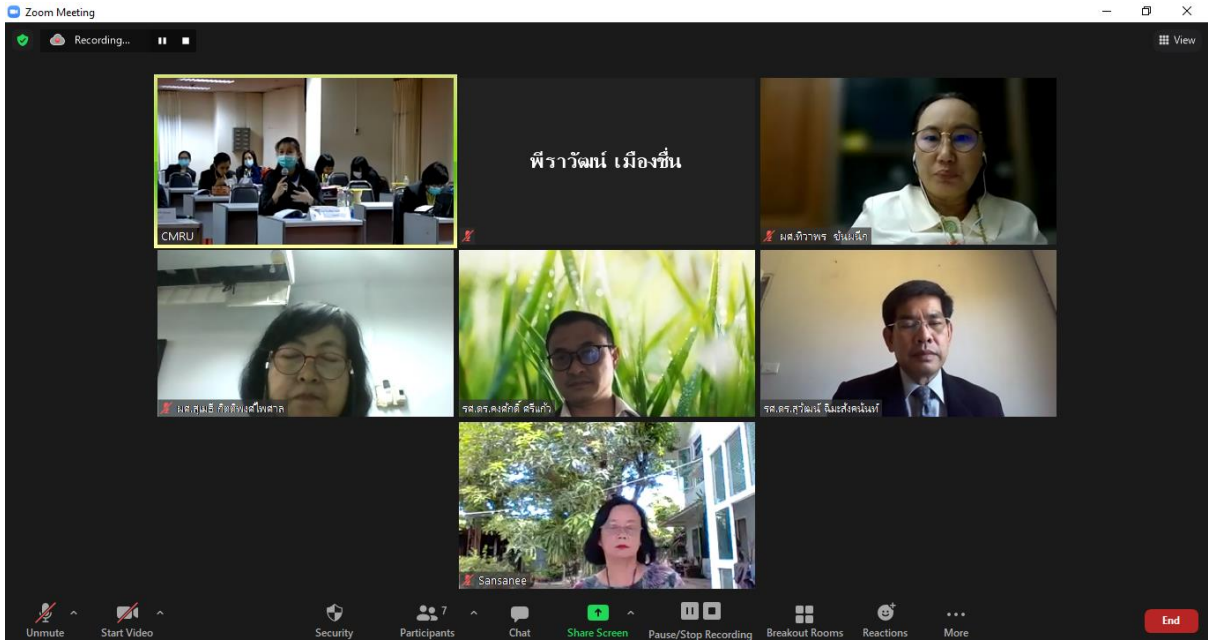 Zoom Meeting
Recording...
View
CMRU
พีราวัฒน์ เมืองชื่น
ผศ.ทิวาพร ขันผนึก
ผศ.สุเมธี กิตติพงศ์ไพศาล
รศ.ดร.คงศักดิ์ ศรีแก้ว
รศ.ดร.สุวัฒน์ ฉิมะสังคนันท์
Sansanee
Unmute
Start Video
Security
Participants
7
Chat
Share Screen
Pause/Stop Recording
Breakout Rooms
Reactions
More
End